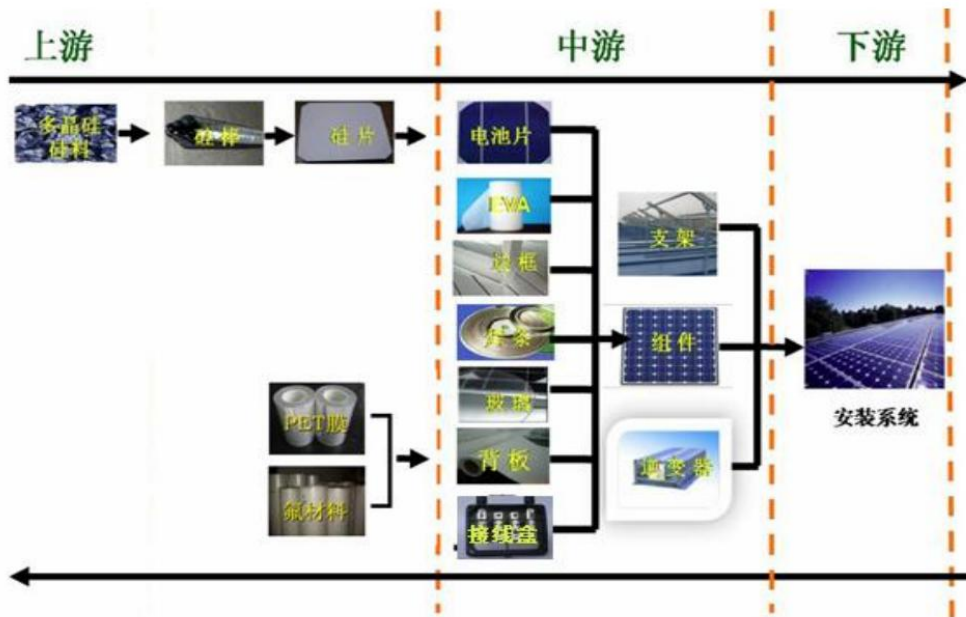 上游
中游
下游
多晶硅
硅料
硅棒
硅片
电池片
EVA
边框
焊条
玻璃
背板
接线盒
PET膜
氟材料
支架
组件
逆变器
安装系统